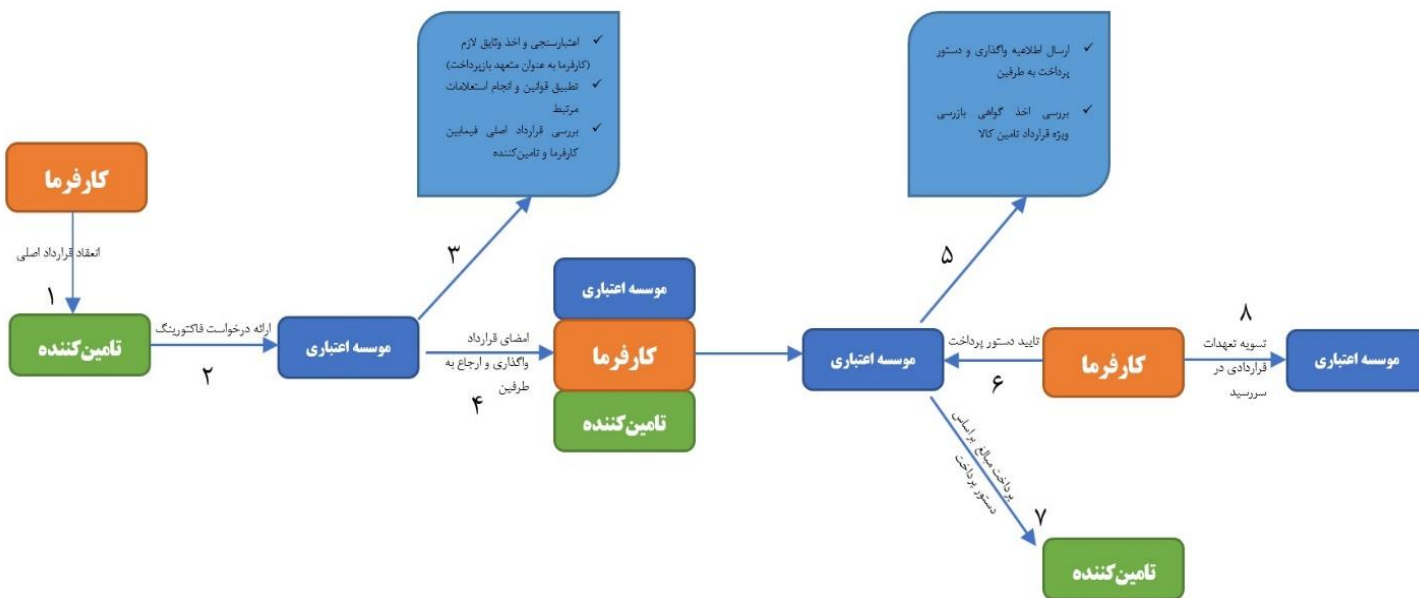 کارفرما
انعقاد قرارداد اصلی
۱
تامین‌کننده
ارائه درخواست فاکتورینگ
۲
موسسه اعتباری
۳
✓ اعتبارسنجی و اخذ وثایق لازم
(کارفرما به عنوان متعهد بازپرداخت)
✓ تطبیق قوانین و انجام استعلامات
مرتبط
✓ بررسی قرارداد اصلی فیمابین
کارفرما و تامین‌کننده
امضای قرارداد
واگذاری و ارجاع به
طرفین
۴
موسسه اعتباری
کارفرما
تامین‌کننده
موسسه اعتباری
۵
✓ ارسال اطلاعیه واگذاری و دستور
پرداخت به طرفین
✓ بررسی اخذ گواهی بازرسی
ویژه قرارداد تامین کالا
تایید دستور پرداخت
۶
کارفرما
پرداخت مبالغ براساس
دستور پرداخت
۷
تامین‌کننده
۸
تسویه تعهدات
قراردادی در
سررسید
موسسه اعتباری